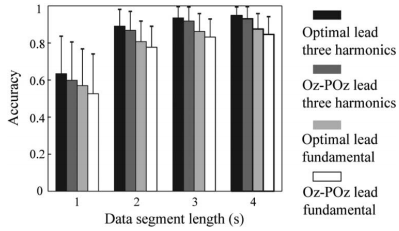 1
0.8
0.6
0.4
0.2
0
Accuracy
1 2 3 4
Data segment length (s)
Optimal lead
three harmonics
Oz-POz lead
three harmonics
Optimal lead
fundamental
Oz-POz lead
fundamental